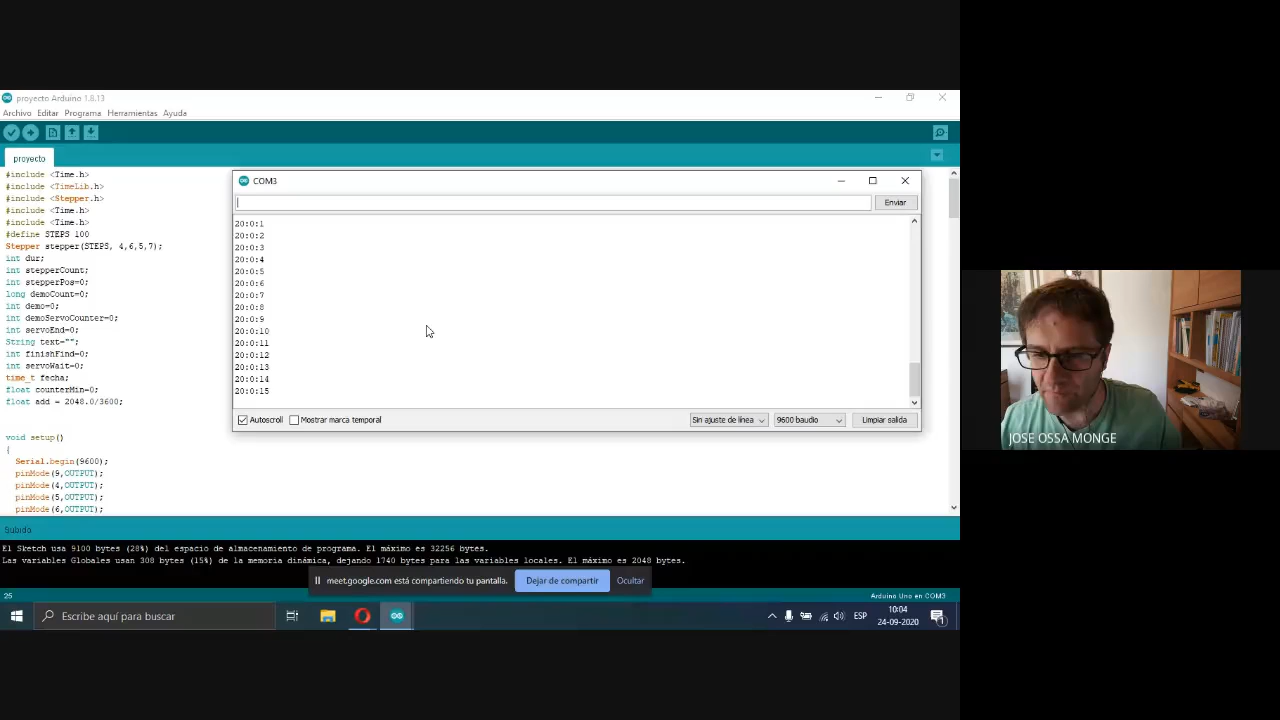 proyecto Arduino 1.8.13
Archivo Editar Programa Herramientas Ayuda
proyecto
#include <Time.h>
#include <TimeLib.h>
#include <Stepper.h>
#include <Time.h>
#include <Time.h>
#define STEPS 100
Stepper stepper(STEPS, 4,6,5,7);
int dur;
int stepperCount;
int stepperPos=0;
long demoCount=0;
int demo=0;
int demoServoCounter=0;
int servoEnd=0;
String text="";
int finishFind=0;
int servoWait=0;
time_t fecha;
float counterMin=0;
float add = 2048.0/3600;
void setup()
{
Serial.begin(9600);
pinMode(9,OUTPUT);
pinMode(4,OUTPUT);
pinMode(5,OUTPUT);
pinMode(6,OUTPUT);
COM3
Enviar
20:0:1
20:0:2
20:0:3
20:0:4
20:0:5
20:0:6
20:0:7
20:0:8
20:0:9
20:0:10
20:0:11
20:0:12
20:0:13
20:0:14
20:0:15
Autoscroll Mostrar marca temporal Sin ajuste de línea 9600 baudio Limpiar salida
Subido
El Sketch usa 9100 bytes (28%) del espacio de almacenamiento de programa. El máximo es 32256 bytes.
Las variables Globales usan 308 bytes (15%) de la memoria dinámica, dejando 1740 bytes para las variables locales. El máximo es 2048 bytes.
meet.google.com está compartiendo tu pantalla. Dejar de compartir Ocultar
25 Arduino Uno en COM3
Escribe aquí para buscar
ESP
10:04
24-09-2020
1
JOSE OSSA MONGE